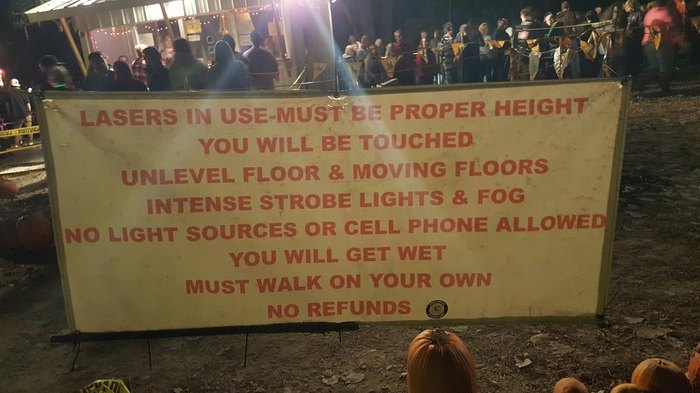 LASERS IN USE-MUST BE PROPER HEIGHT
YOU WILL BE TOUCHED
UNLEVEL FLOOR & MOVING FLOORS
INTENSE STROBE LIGHTS & FOG
NO LIGHT SOURCES OR CELL PHONE ALLOWED
YOU WILL GET WET
MUST WALK ON YOUR OWN
NO REFUNDS